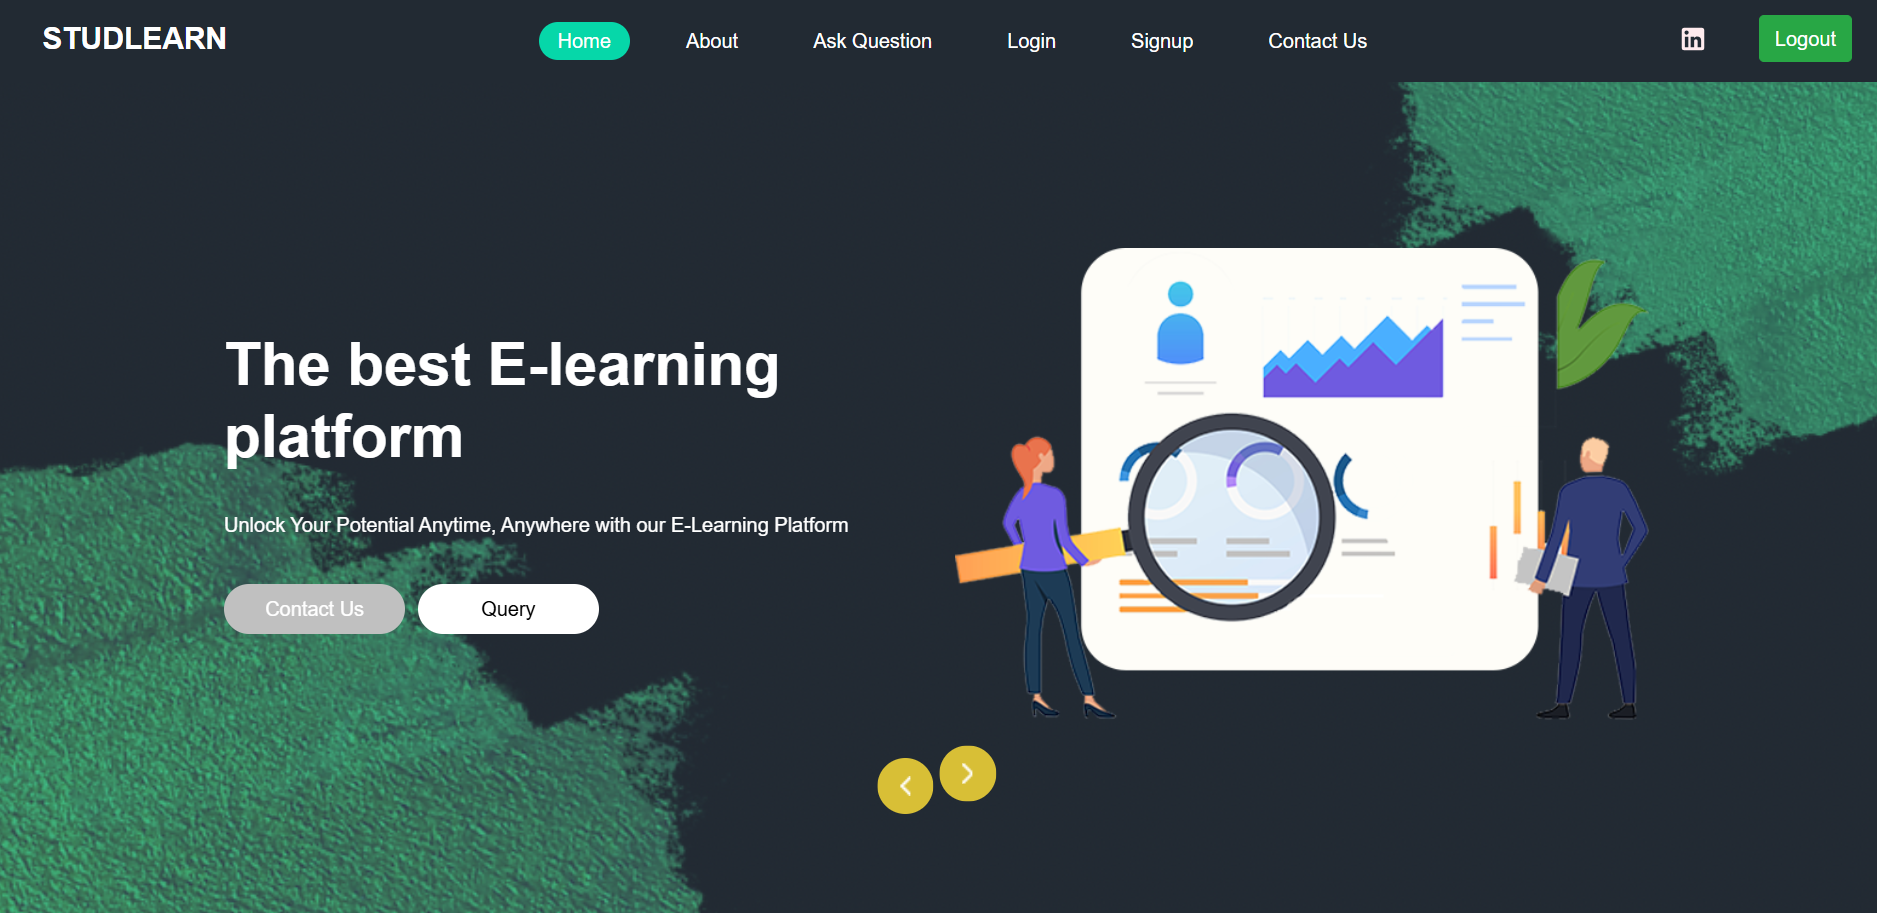 STUDLEARN
Home
About
Ask Question
Login
Signup
Contact Us
in
Logout
The best E-learning
platform
Unlock Your Potential Anytime, Anywhere with our E-Learning Platform
Contact Us
Query